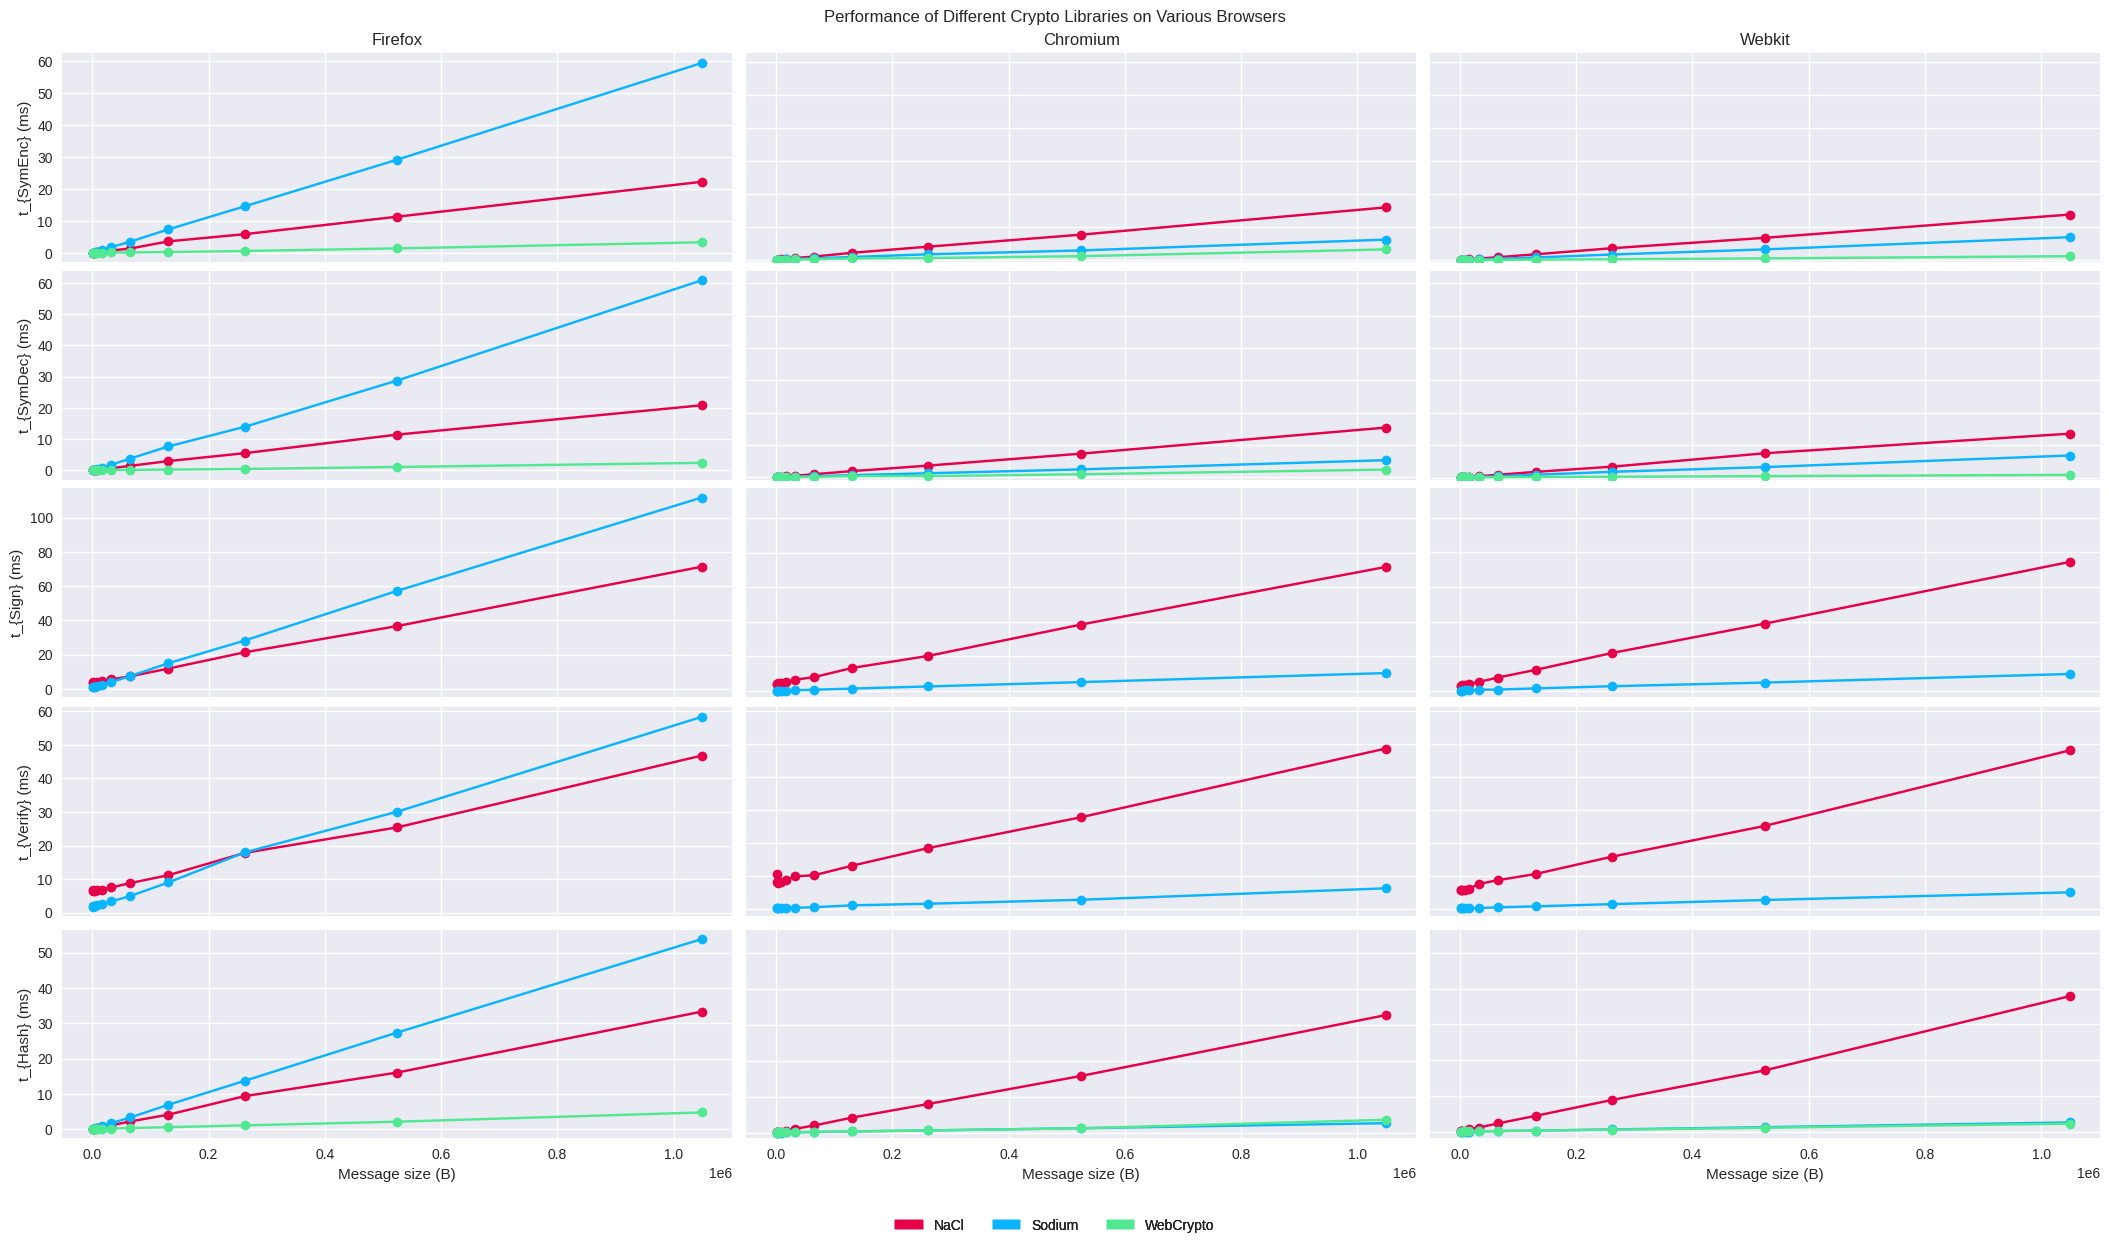 Performance of Different Crypto Libraries on Various Browsers
Firefox
Chromium
Webkit
t_{SymEnc} (ms)
60
50
40
30
20
10
0
t_{SymDec} (ms)
60
50
40
30
20
10
0
t_{Sign} (ms)
100
80
60
40
20
0
t_{Verify} (ms)
60
50
40
30
20
10
0
t_{Hash} (ms)
50
40
30
20
10
0
0.0 0.2 0.4 0.6 0.8 1.0
Message size (B)
1e6
0.0 0.2 0.4 0.6 0.8 1.0
Message size (B)
1e6
0.0 0.2 0.4 0.6 0.8 1.0
Message size (B)
1e6
NaCl Sodium WebCrypto